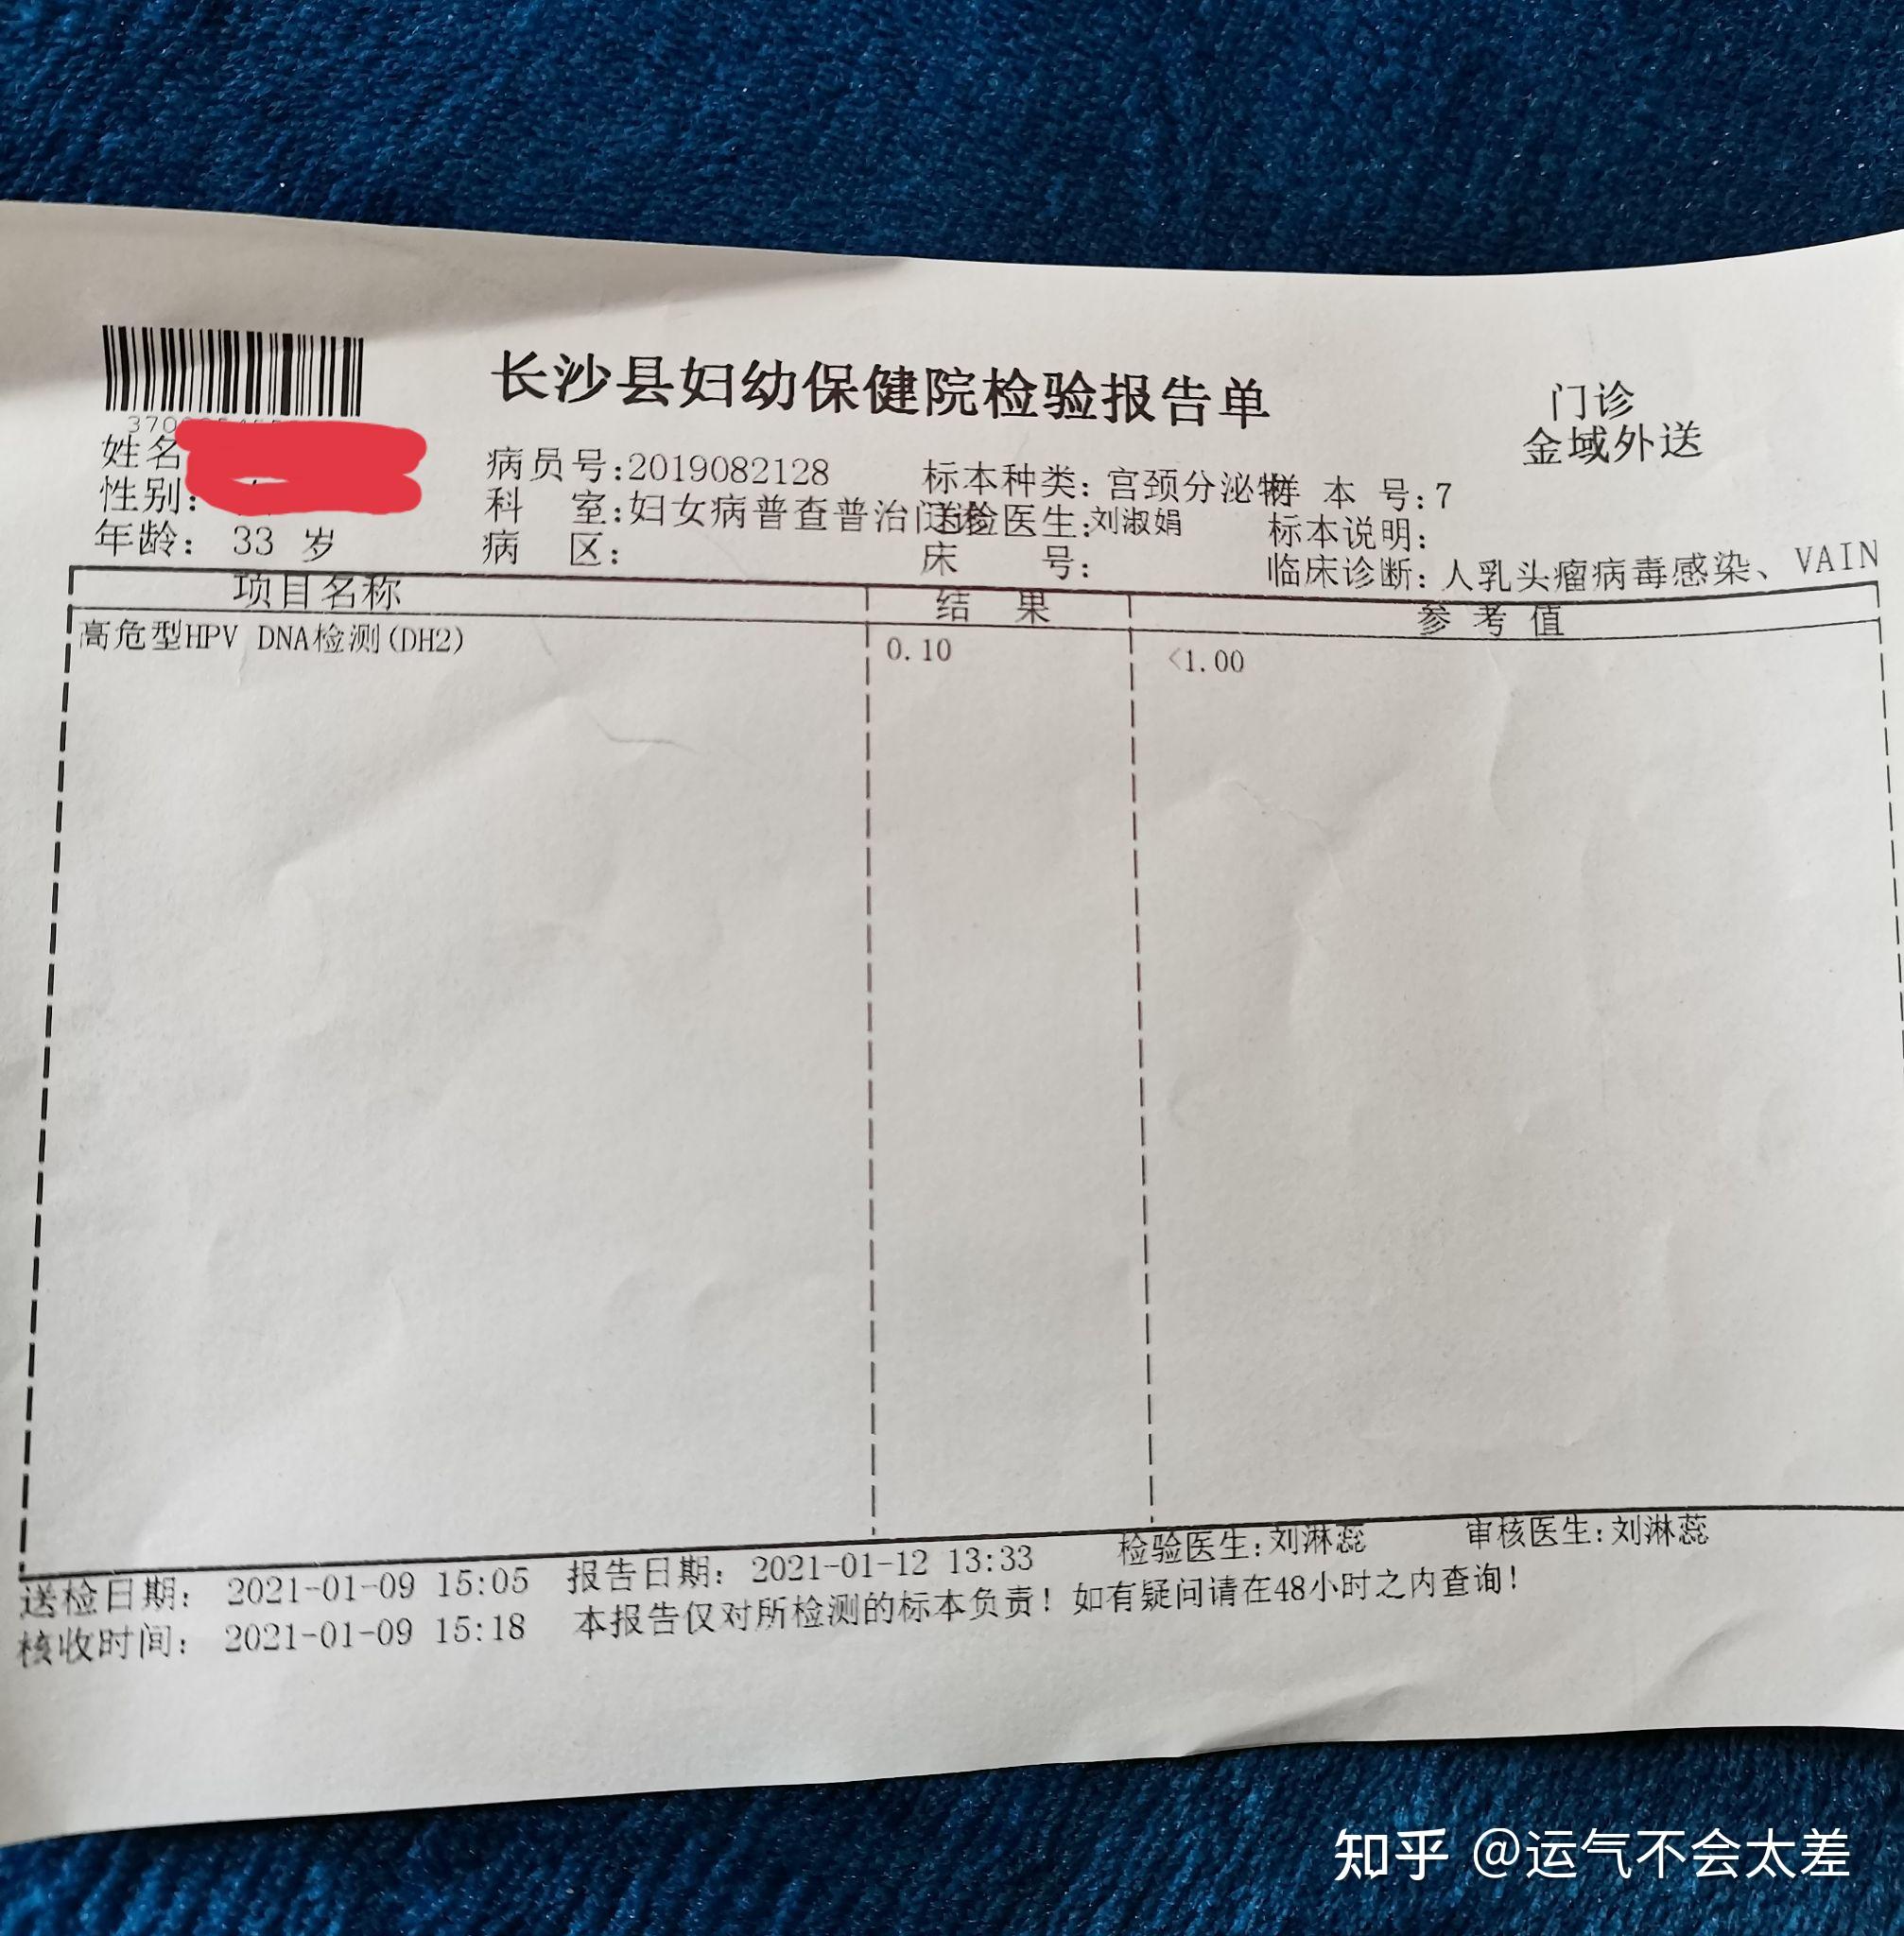 长沙县妇幼保健院检验报告单
门诊
金域外送
370
姓名
病员号:2019082128
标本种类: 宫颈分泌物
样 本 号:7
性别:
科 室:妇女病普查普治门诊
送检医生:刘淑娟
标本说明:
年龄: 33 岁
病 区:
床 号:
临床诊断: 人乳头瘤病毒感染、VAIN
项目名称 结 果 参 考 值
高危型HPV DNA检测(DH2) 0.10 <1.00
送检日期: 2021-01-09 15:05 报告日期: 2021-01-12 13:33 检验医生:刘淋蕊 审核医生:刘淋蕊
核收时间: 2021-01-09 15:18 本报告仅对所检测的标本负责! 如有疑问请在48小时之内查询!
知乎 @运气不会太差